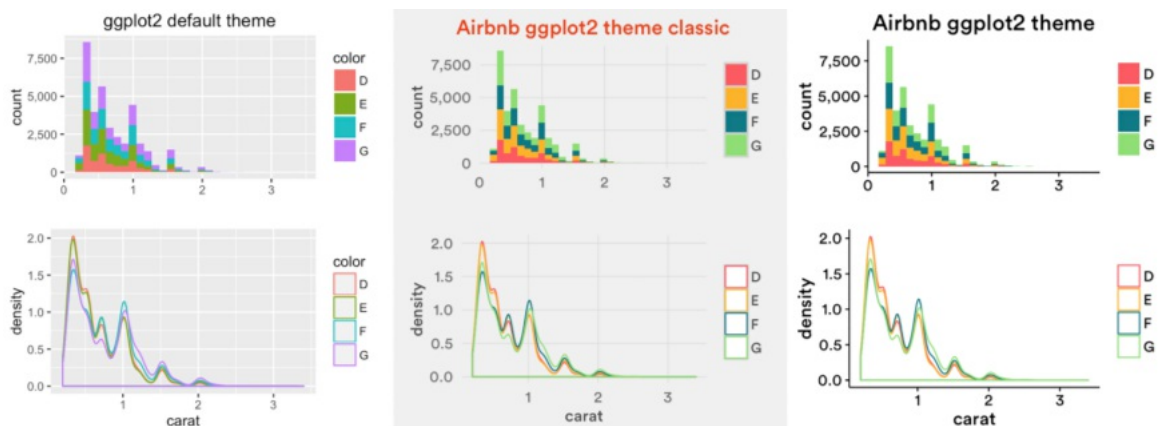 ggplot2 default theme
count
7,500
5,000
2,500
0
0
1
2
3
color
D
E
F
G
density
2.0
1.5
1.0
0.5
0.0
1
2
3
carat
color
D
E
F
G
Airbnb ggplot2 theme classic
count
7,500
5,000
2,500
0
0
1
2
3
D
E
F
G
density
2.0
1.5
1.0
0.5
0.0
1
2
3
carat
D
E
F
G
Airbnb ggplot2 theme
count
7,500
5,000
2,500
0
0
1
2
3
D
E
F
G
density
2.0
1.5
1.0
0.5
0.0
1
2
3
carat
D
E
F
G